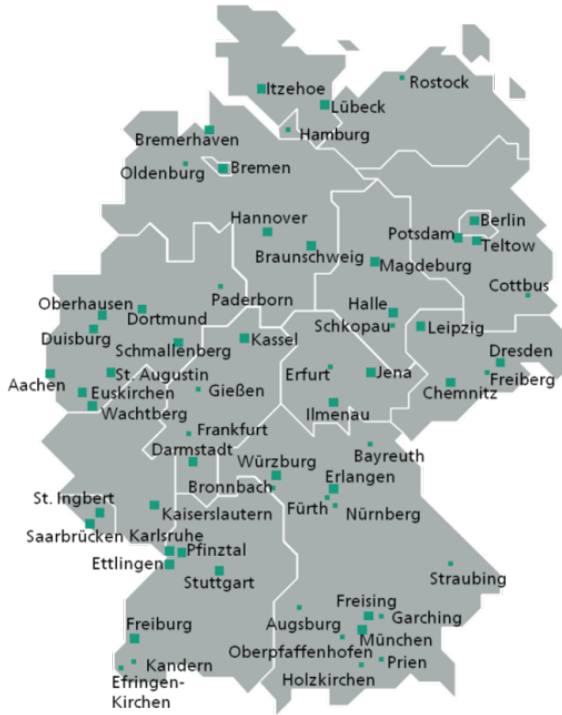 Rostock
Itzehoe
Lübeck
Hamburg
Bremerhaven
Oldenburg
Bremen
Hannover
Berlin
Potsdam
Teltow
Braunschweig
Magdeburg
Cottbus
Paderborn
Oberhausen
Dortmund
Halle
Schkopau
Leipzig
Duisburg
Schmallenberg
Kassel
Dresden
Aachen
St. Augustin
Gießen
Erfurt
Jena
Freiberg
Chemnitz
Euskirchen
Wachtberg
Ilmenau
Frankfurt
Bayreuth
Darmstadt
Würzburg
Bronnbach
Erlangen
St. Ingbert
Kaiserslautern
Fürth
Nürnberg
Saarbrücken
Karlsruhe
Pfinztal
Ettlingen
Stuttgart
Straubing
Freising
Augsburg
Garching
Freiburg
München
Oberpfaffenhofen
Kandern
Prien
Efringen-
Kirchen
Holzkirchen